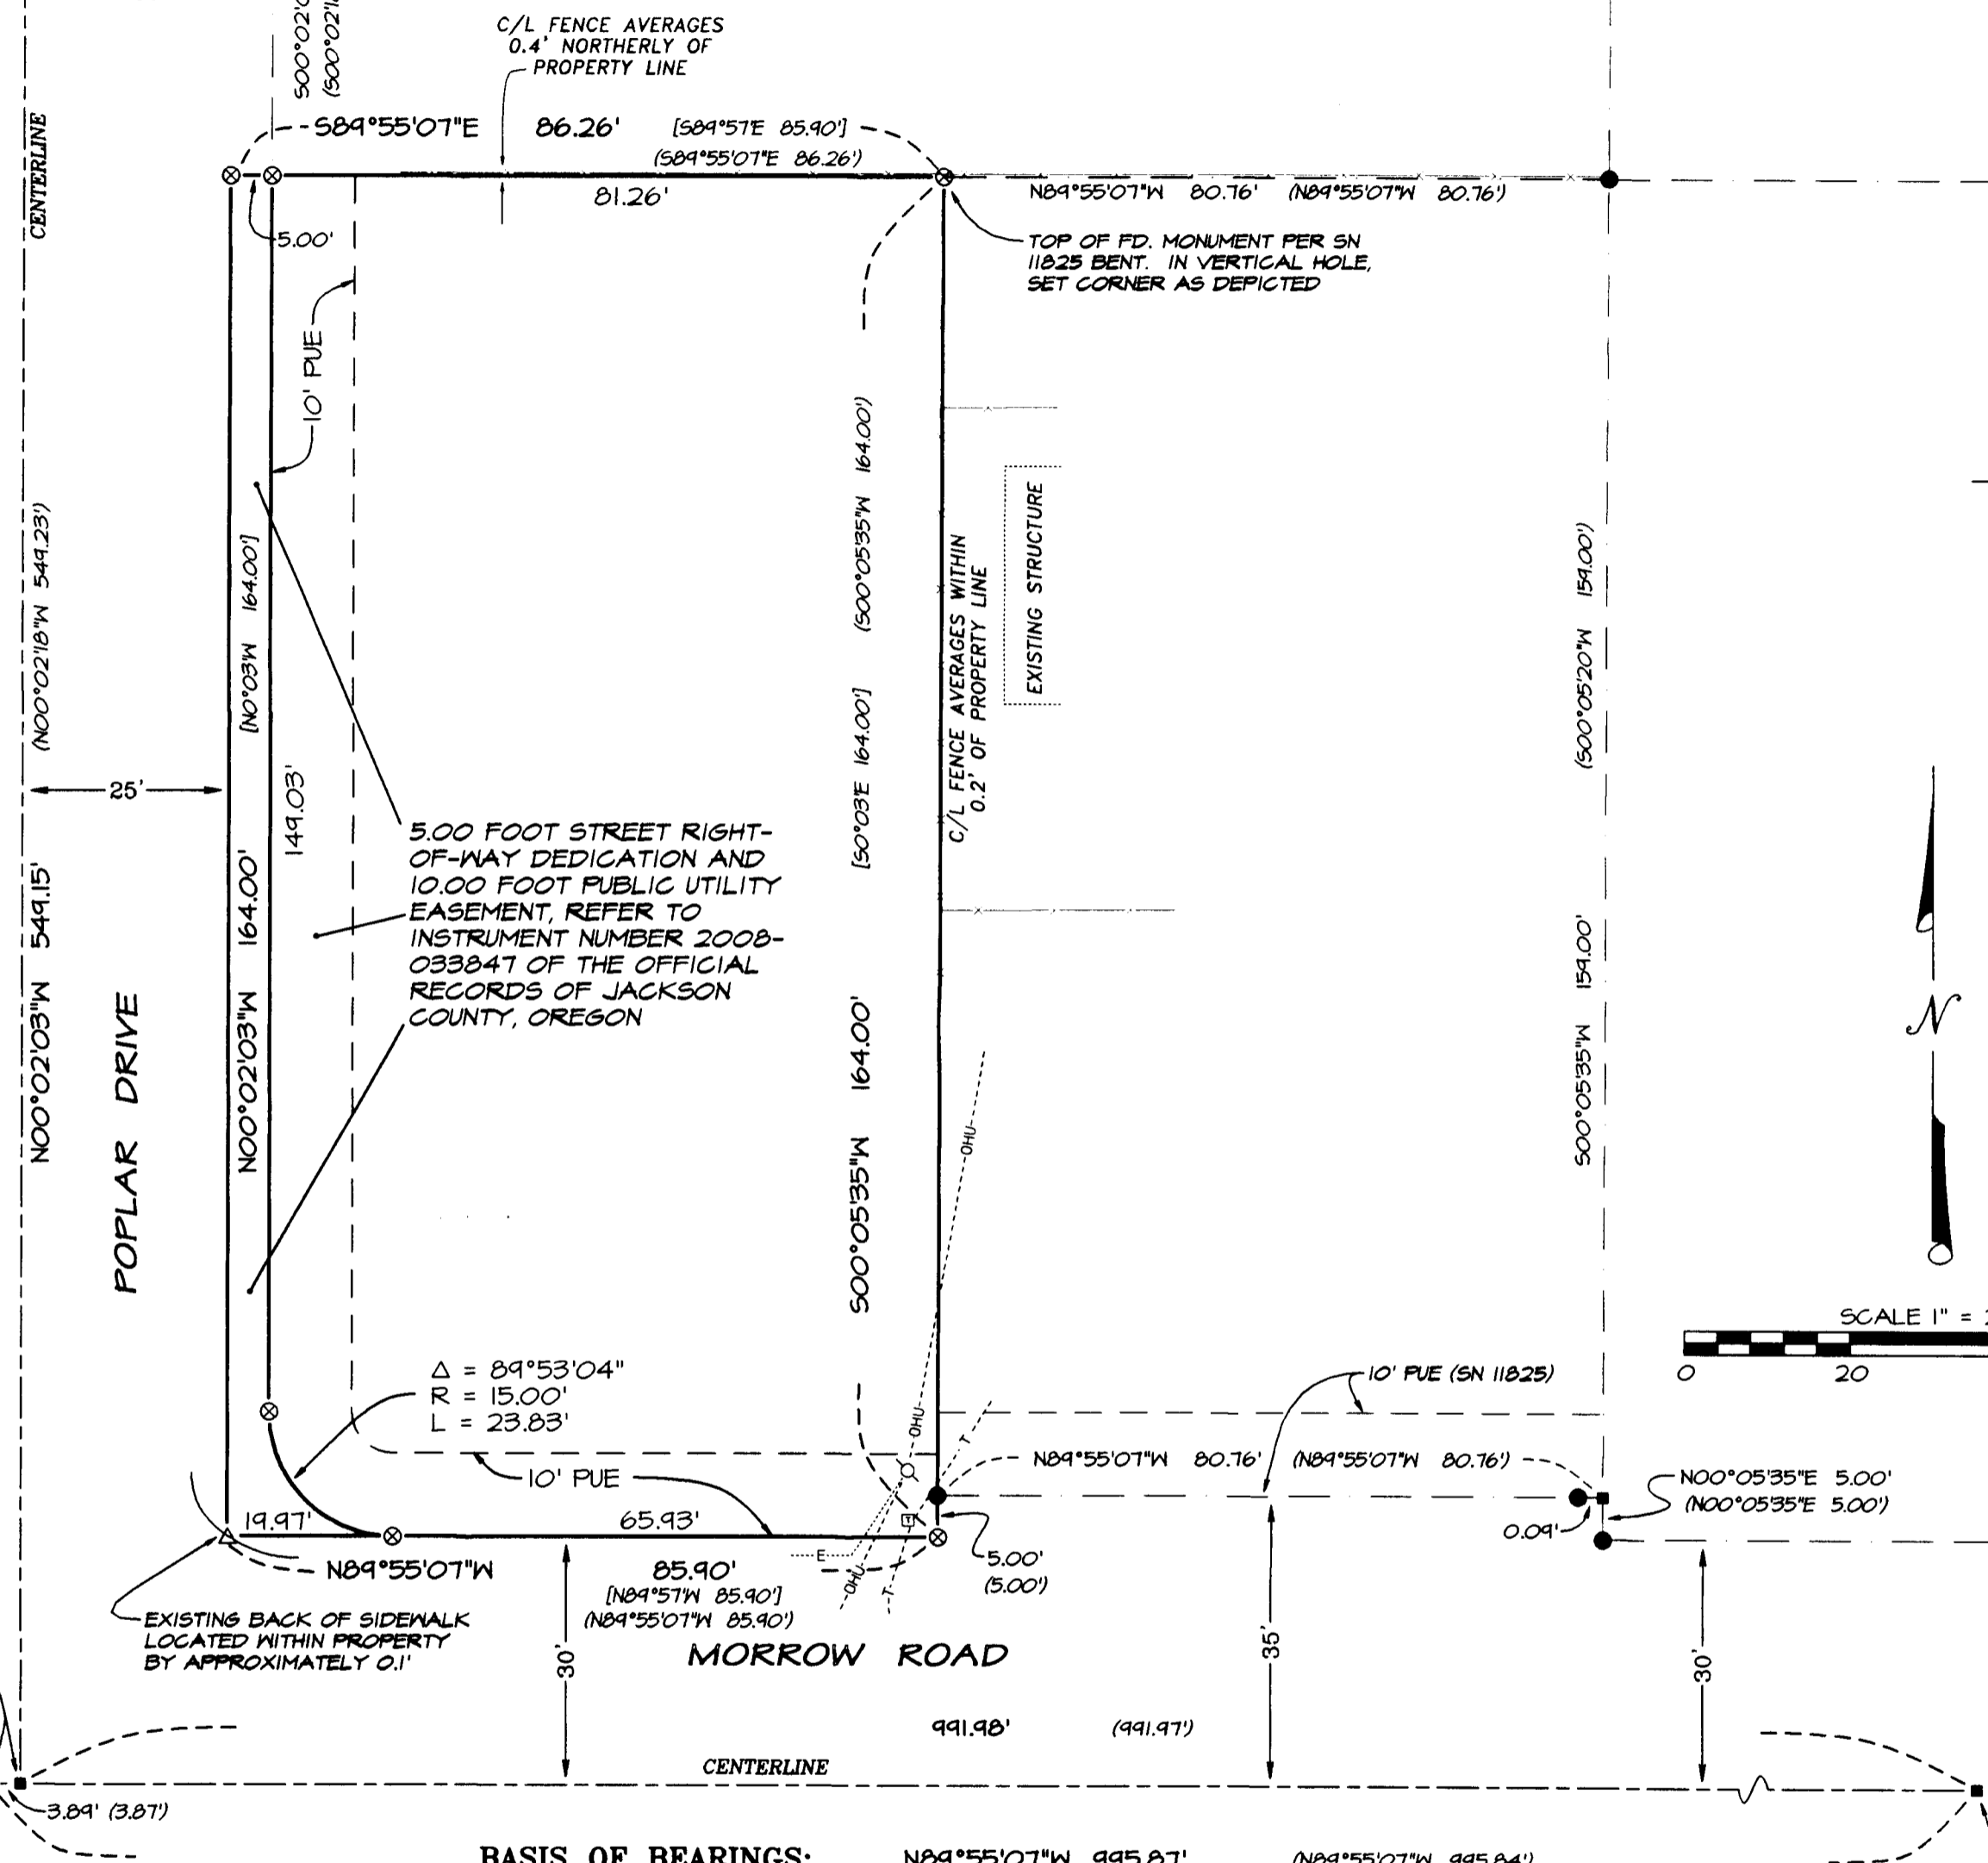 C/L FENCE AVERAGES
0.4' NORTHERLY OF
PROPERTY LINE
CENTERLINE
S89°55'07"E 86.26' [S89°57'E 85.90']
(S89°55'07"E 86.26')
81.26'
5.00'
N89°55'07"W 80.76' (N89°55'07"W 80.76')
TOP OF FD. MONUMENT PER SN
11825 BENT. IN VERTICAL HOLE,
SET CORNER AS DEPICTED
10' PUE
(N00°02'18"W 549.23')
N00°02'03"W 549.15'
25'
POPLAR DRIVE
[N0°03'W 164.00']
N00°02'03"W 164.00'
149.03'
5.00 FOOT STREET RIGHT-
OF-WAY DEDICATION AND
10.00 FOOT PUBLIC UTILITY
EASEMENT, REFER TO
INSTRUMENT NUMBER 2008-
033847 OF THE OFFICIAL
RECORDS OF JACKSON
COUNTY, OREGON
(S00°05'35"W 164.00')
[S0°03'E 164.00']
S00°05'35"W 164.00'
C/L FENCE AVERAGES WITHIN
0.2' OF PROPERTY LINE
EXISTING STRUCTURE
(S00°05'20"W 159.00')
S00°05'35"W 159.00'
N
SCALE 1" =
0 20
OHU
Δ = 89°53'04"
R = 15.00'
L = 23.83'
10' PUE (SN 11825)
OHU
T
N89°55'07"W 80.76' (N89°55'07"W 80.76')
10' PUE
N00°05'35"E 5.00'
(N00°05'35"E 5.00')
0.09'
19.97'
65.93'
T
E
OHU
T
5.00'
(5.00')
N89°55'07"W 85.90'
[N89°57'W 85.90']
(N89°55'07"W 85.90')
EXISTING BACK OF SIDEWALK
LOCATED WITHIN PROPERTY
BY APPROXIMATELY 0.1'
MORROW ROAD
30'
35'
30'
991.98' (991.97')
CENTERLINE
3.89' (3.87')
BASIS OF BEARINGS: N89°55'07"W 995.87' (N89°55'07"W 995.84')